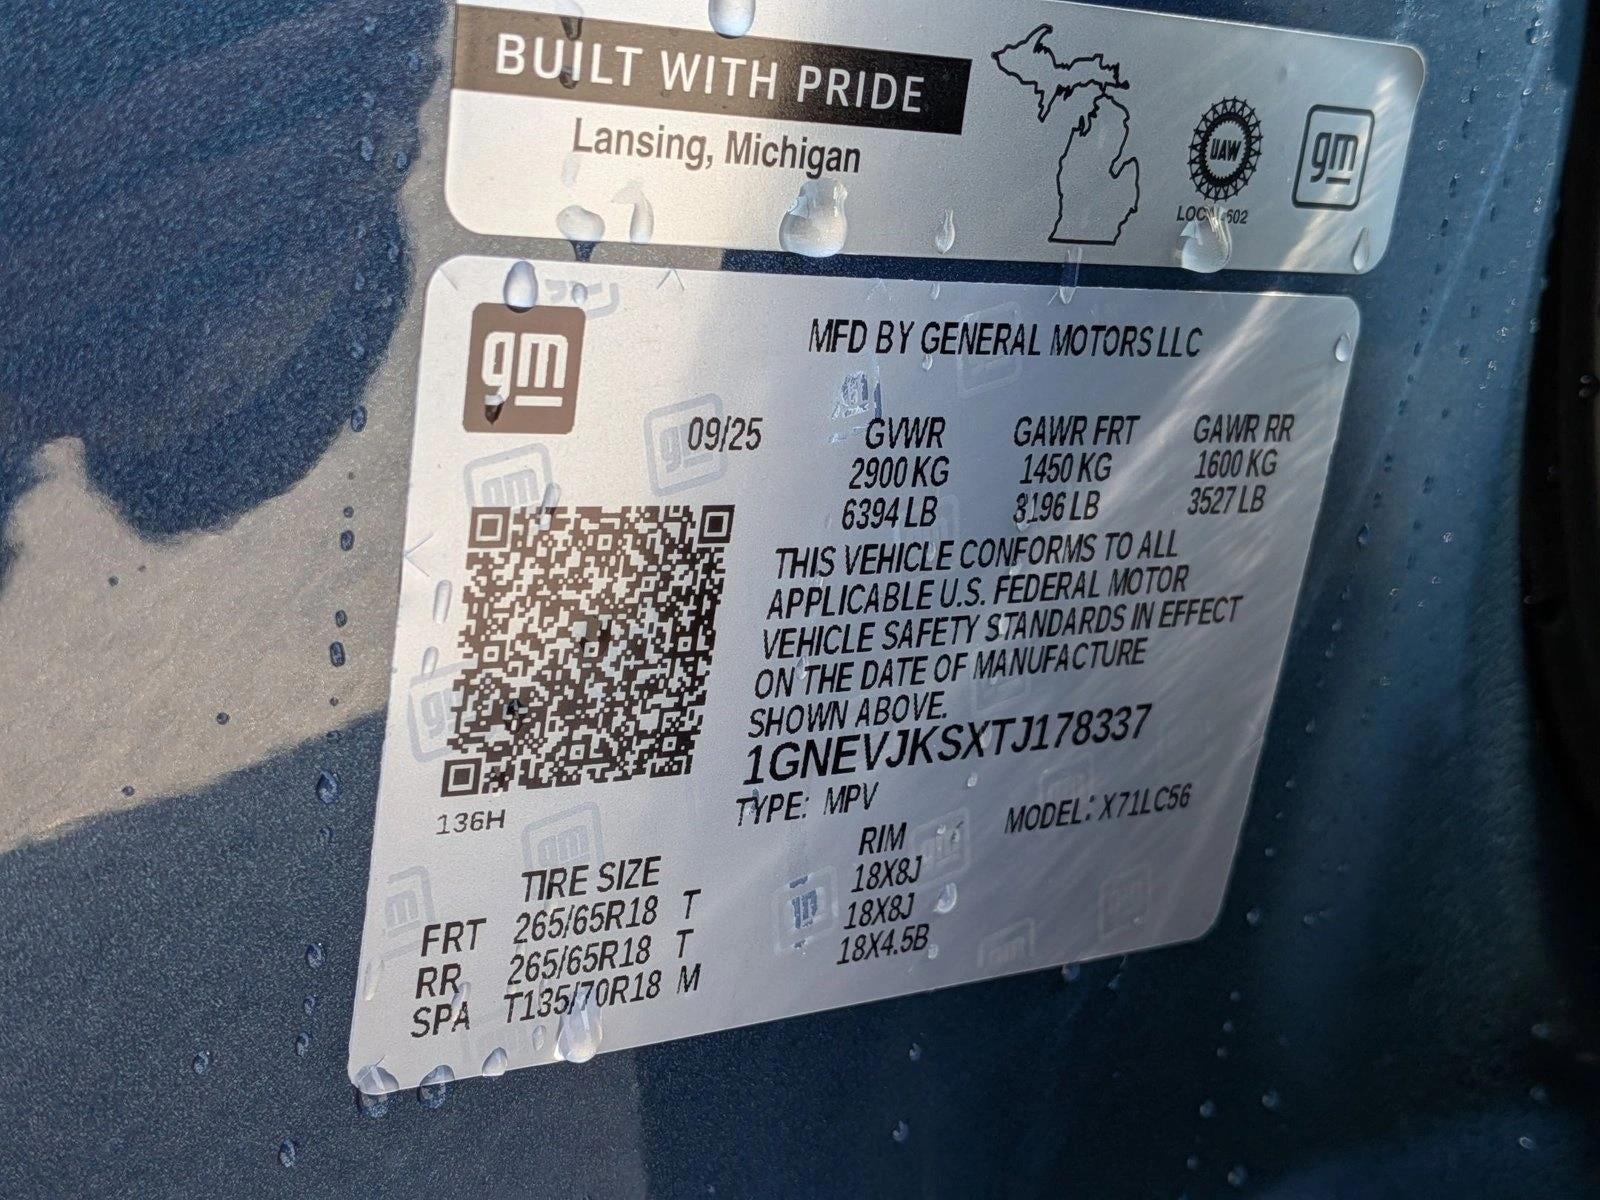 BUILT WITH PRIDE
Lansing, Michigan
UAW
LOCAL 602
gm
gm
MFD BY GENERAL MOTORS LLC
09/25 GVWR GAWR FRT GAWR RR
2900 KG 1450 KG 1600 KG
6394 LB 3196 LB 3527 LB
THIS VEHICLE CONFORMS TO ALL
APPLICABLE U.S. FEDERAL MOTOR
VEHICLE SAFETY STANDARDS IN EFFECT
ON THE DATE OF MANUFACTURE
SHOWN ABOVE.
1GNEVJKSXTJ178337
TYPE: MPV MODEL: X71LC56
136H
TIRE SIZE RIM
FRT 265/65R18 T 18X8J
RR 265/65R18 T 18X8J
SPA T135/70R18 M 18X4.5B